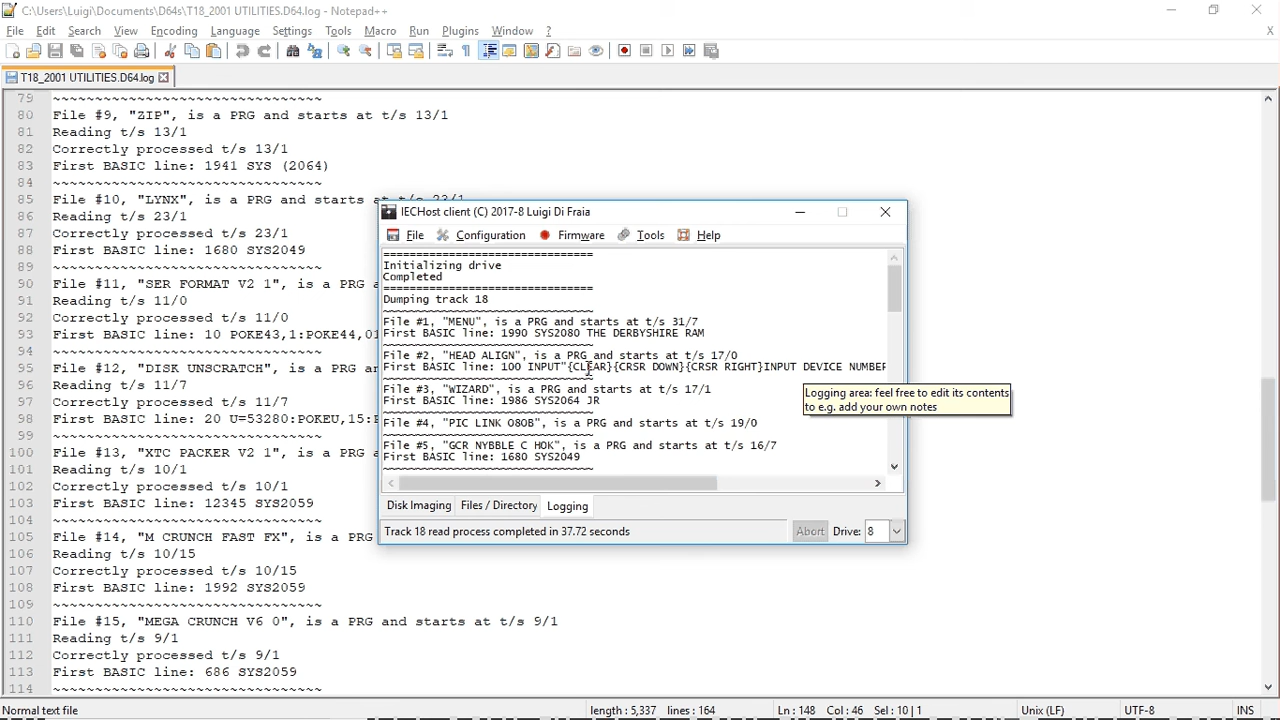 C:\Users\Luigi\Documents\D64s\T18_2001 UTILITIES.D64.log - Notepad++
File Edit Search View Encoding Language Settings Tools Macro Run Plugins Window ? X
T18_2001 UTILITIES.D64.log
79 ~~~~~~~~~~~~~~~~~~~~~~~~~~~~~~~~
80 File #9, "ZIP", is a PRG and starts at t/s 13/1
81 Reading t/s 13/1
82 Correctly processed t/s 13/1
83 First BASIC line: 1941 SYS (2064)
84 ~~~~~~~~~~~~~~~~~~~~~~~~~~~~~~~~
85 File #10, "LYNX", is a PRG and starts at t/s 23/1
86 Reading t/s 23/1
87 Correctly processed t/s 23/1
88 First BASIC line: 1680 SYS2049
89 ~~~~~~~~~~~~~~~~~~~~~~~~~~~~~~~~
90 File #11, "SER FORMAT V2 1", is a PRG a
91 Reading t/s 11/0
92 Correctly processed t/s 11/0
93 First BASIC line: 10 POKE43,1:POKE44,01
94 ~~~~~~~~~~~~~~~~~~~~~~~~~~~~~~~~
95 File #12, "DISK UNSCRATCH", is a PRG a
96 Reading t/s 11/7
97 Correctly processed t/s 11/7
98 First BASIC line: 20 U=53280:POKEU,15:
99 ~~~~~~~~~~~~~~~~~~~~~~~~~~~~~~~~
100 File #13, "XTC PACKER V2 1", is a PRG a
101 Reading t/s 10/1
102 Correctly processed t/s 10/1
103 First BASIC line: 12345 SYS2059
104 ~~~~~~~~~~~~~~~~~~~~~~~~~~~~~~~~
105 File #14, "M CRUNCH FAST FX", is a PRG
106 Reading t/s 10/15
107 Correctly processed t/s 10/15
108 First BASIC line: 1992 SYS2059
109 ~~~~~~~~~~~~~~~~~~~~~~~~~~~~~~~~
110 File #15, "MEGA CRUNCH V6 0", is a PRG and starts at t/s 9/1
111 Reading t/s 9/1
112 Correctly processed t/s 9/1
113 First BASIC line: 686 SYS2059
114 ~~~~~~~~~~~~~~~~~~~~~~~~~~~~~~~~
IECHost client (C) 2017-8 Luigi Di Fraia
File Configuration Firmware Tools Help
================================
Initializing drive
Completed
================================
Dumping track 18
~~~~~~~~~~~~~~~~~~~~~~~~~~~~~~~~
File #1, "MENU", is a PRG and starts at t/s 31/7
First BASIC line: 1990 SYS2080 THE DERBYSHIRE RAM
~~~~~~~~~~~~~~~~~~~~~~~~~~~~~~~~
File #2, "HEAD ALIGN", is a PRG and starts at t/s 17/0
First BASIC line: 100 INPUT"{CLEAR}{CRSR DOWN}{CRSR RIGHT}INPUT DEVICE NUMBER
~~~~~~~~~~~~~~~~~~~~~~~~~~~~~~~~
File #3, "WIZARD", is a PRG and starts at t/s 17/1
First BASIC line: 1986 SYS2064 JR
~~~~~~~~~~~~~~~~~~~~~~~~~~~~~~~~
File #4, "PIC LINK O8OB", is a PRG and starts at t/s 19/0
~~~~~~~~~~~~~~~~~~~~~~~~~~~~~~~~
File #5, "GCR NYBBLE C HOK", is a PRG and starts at t/s 16/7
First BASIC line: 1680 SYS2049
~~~~~~~~~~~~~~~~~~~~~~~~~~~~~~~~
Logging area: feel free to edit its contents
to e.g. add your own notes
Disk Imaging Files / Directory Logging
Track 18 read process completed in 37.72 seconds Abort Drive: 8
Normal text file length : 5,337 lines : 164 Ln : 148 Col : 46 Sel : 10 | 1 Unix (LF) UTF-8 INS